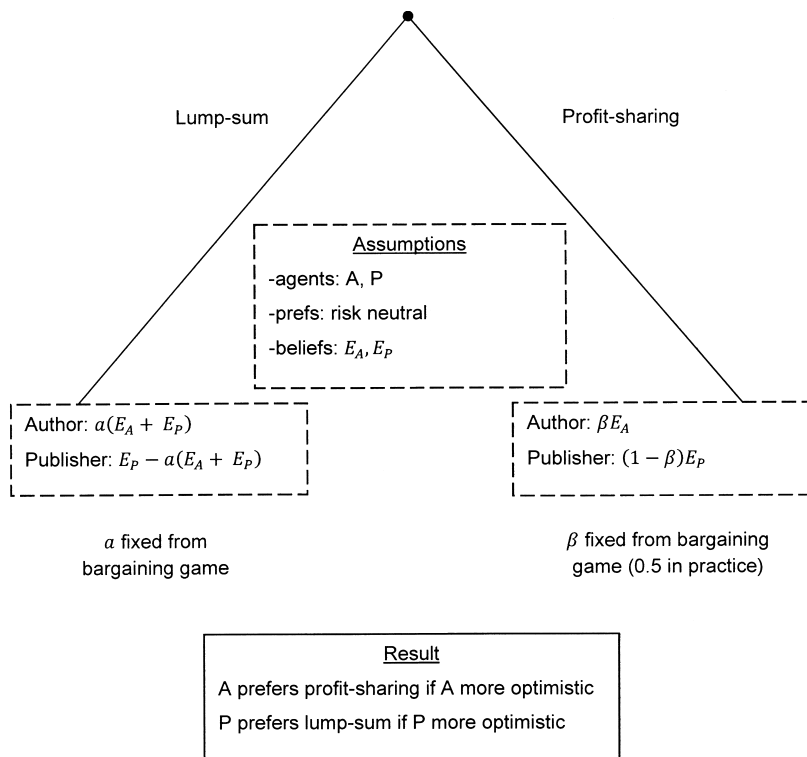 Lump-sum
Profit-sharing
Assumptions
-agents: A, P
-prefs: risk neutral
-beliefs: E_A, E_P
Author: a(E_A + E_P)
Publisher: E_P − a(E_A + E_P)
Author: βE_A
Publisher: (1 − β)E_P
a fixed from
bargaining game
β fixed from bargaining
game (0.5 in practice)
Result
A prefers profit-sharing if A more optimistic
P prefers lump-sum if P more optimistic